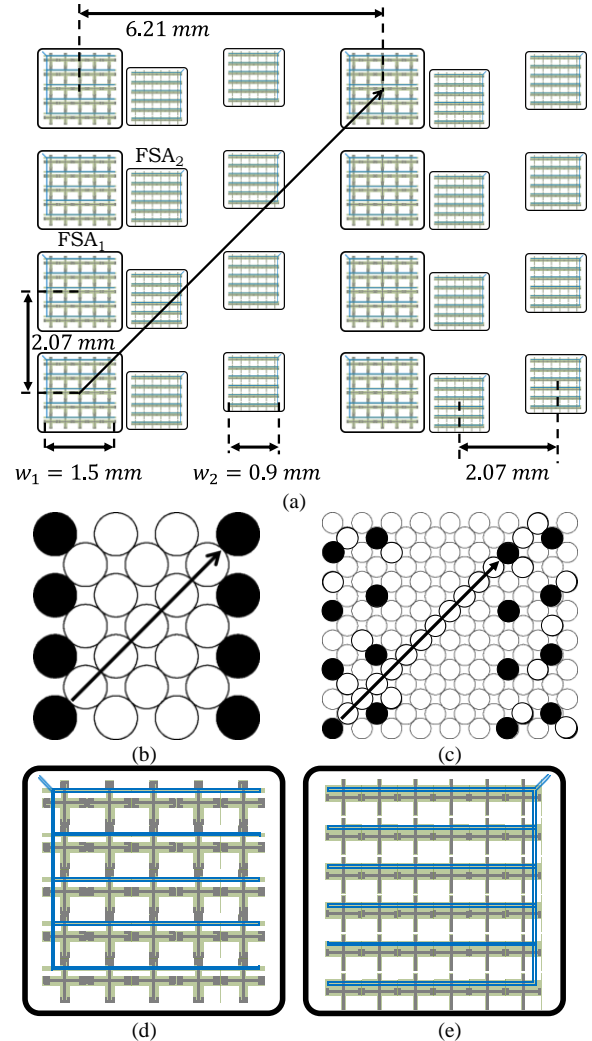 6.21 mm
FSA2
FSA1
2.07 mm
w1 = 1.5 mm
w2 = 0.9 mm
2.07 mm
(a)
(b)
(c)
(d)
(e)